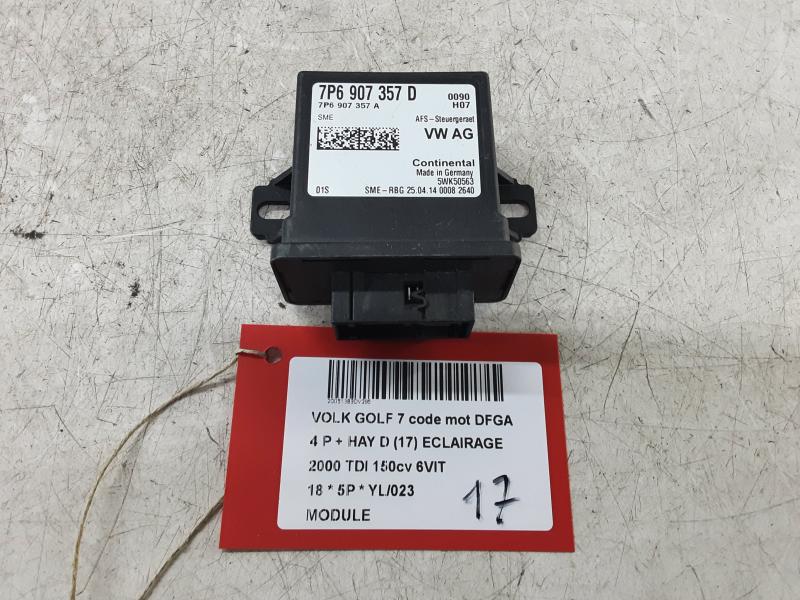 7P6 907 357 D 0090
7P6 907 357 A H07
SME AFS-Steuergeraet
VW AG
Continental
Made in Germany
5WK50563
01S SME-RBG 25.04.14 0008 2640
VOLK GOLF 7 code mot DFGA
4 P + HAY D (17) ECLAIRAGE
2000 TDI 150cv 6VIT
18 * 5P * YL/023
MODULE
17